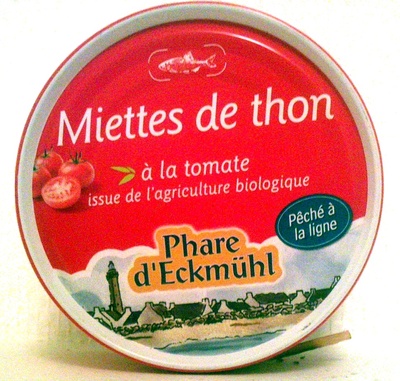 Miettes de thon
à la tomate
issue de l'agriculture biologique
Pêché à
la ligne
Phare
d'Eckmühl